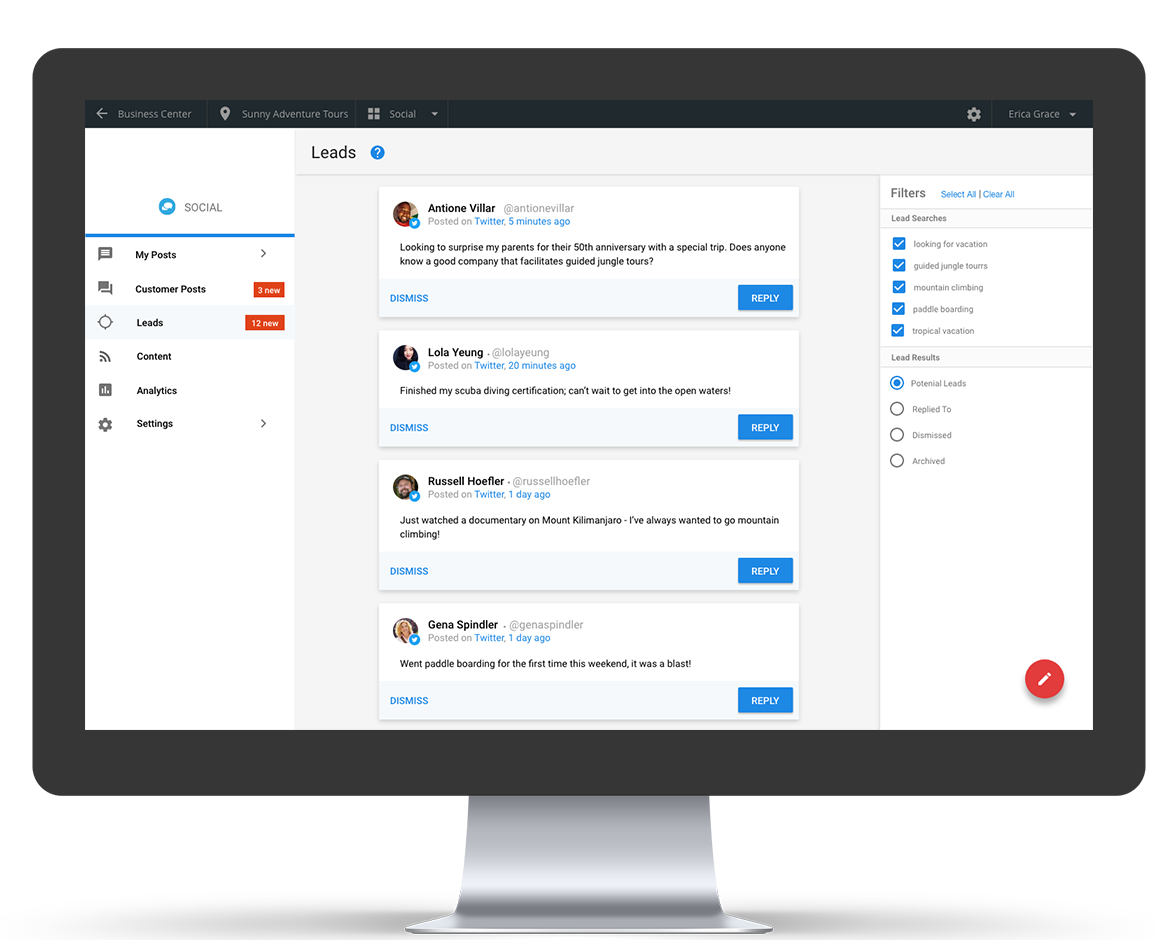 Business Center
Sunny Adventure Tours
Social
Erica Grace
SOCIAL
My Posts
Customer Posts
3 new
Leads
12 new
Content
Analytics
Settings
Leads ?
Antione Villar @antionevillar
Posted on Twitter, 5 minutes ago
Looking to surprise my parents for their 50th anniversary with a special trip. Does anyone
know a good company that facilitates guided jungle tours?
DISMISS
REPLY
Lola Yeung • @lolayeung
Posted on Twitter, 20 minutes ago
Finished my scuba diving certification; can't wait to get into the open waters!
DISMISS
REPLY
Russell Hoefler • @russellhoefler
Posted on Twitter, 1 day ago
Just watched a documentary on Mount Kilimanjaro - I've always wanted to go mountain
climbing!
DISMISS
REPLY
Gena Spindler • @genaspindler
Posted on Twitter, 1 day ago
Went paddle boarding for the first time this weekend, it was a blast!
DISMISS
REPLY
Filters Select All | Clear All
Lead Searches
looking for vacation
guided jungle tourrs
mountain climbing
paddle boarding
tropical vacation
Lead Results
Potenial Leads
Replied To
Dismissed
Archived